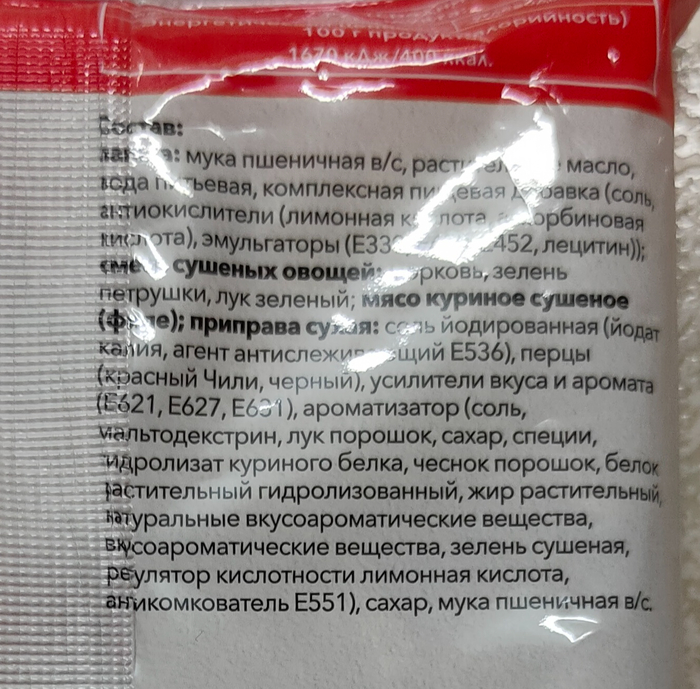 100 г продукта
1670 кДж/400 ккал.
Состав:
мука пшеничная в/с, масло,
вода питьевая, комплексная пищевая добавка (соль,
антиокислители (лимонная кислота, аскорбиновая
кислота), эмульгаторы лецитин));
смесь сушеных овощей: морковь, зелень
петрушки, лук зеленый; мясо куриное сушеное
(филе); приправа сухая: соль йодированная (йодат
калия, агент антислеживающий Е536), перцы
(красный Чили, черный), усилители вкуса и аромата
(Е621, Е627, Е631), ароматизатор (соль,
мальтодекстрин, лук порошок, сахар, специи,
гидролизат куриного белка, чеснок порошок, белок
растительный гидролизованный, жир растительный,
натуральные вкусоароматические вещества,
вкусоароматические вещества, зелень сушеная,
регулятор кислотности лимонная кислота,
антикомкователь Е551), сахар, мука пшеничная в/с.